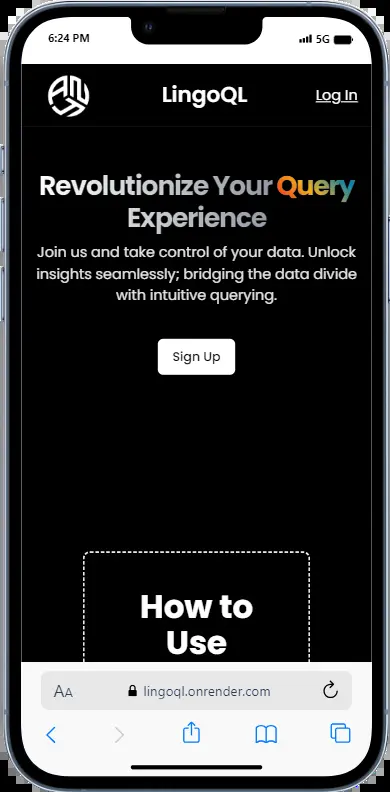 6:24 PM 5G
LingoQL Log In
Revolutionize Your Query
Experience
Join us and take control of your data. Unlock
insights seamlessly; bridging the data divide
with intuitive querying.
Sign Up
How to
Use
AA lingoql.onrender.com